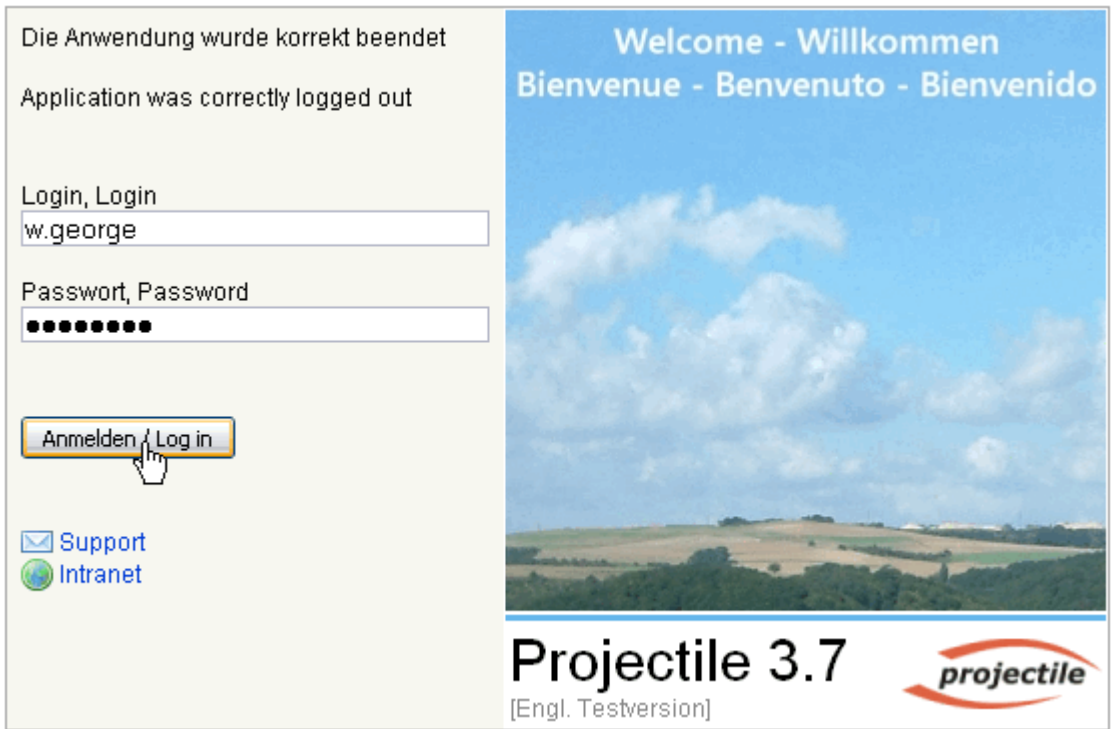 Die Anwendung wurde korrekt beendet
Application was correctly logged out
Login, Login
w.george
Passwort, Password
●●●●●●●●
Anmelden / Log in
Support
Intranet
Welcome - Willkommen
Bienvenue - Benvenuto - Bienvenido
Projectile 3.7
projectile
[Engl. Testversion]